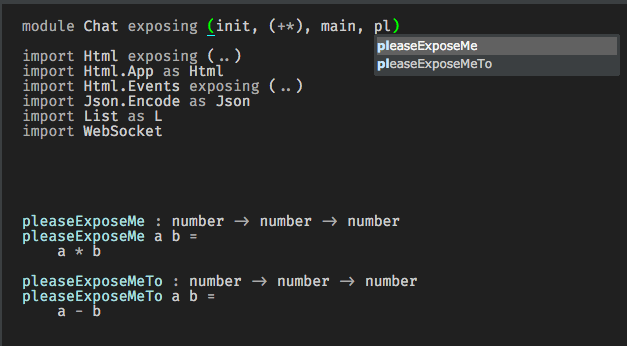 module Chat exposing (init, (+*), main, pl)
pleaseExposeMe
pleaseExposeMeTo
import Html exposing (..)
import Html.App as Html
import Html.Events exposing (..)
import Json.Encode as Json
import List as L
import WebSocket
pleaseExposeMe : number → number → number
pleaseExposeMe a b =
a * b
pleaseExposeMeTo : number → number → number
pleaseExposeMeTo a b =
a - b